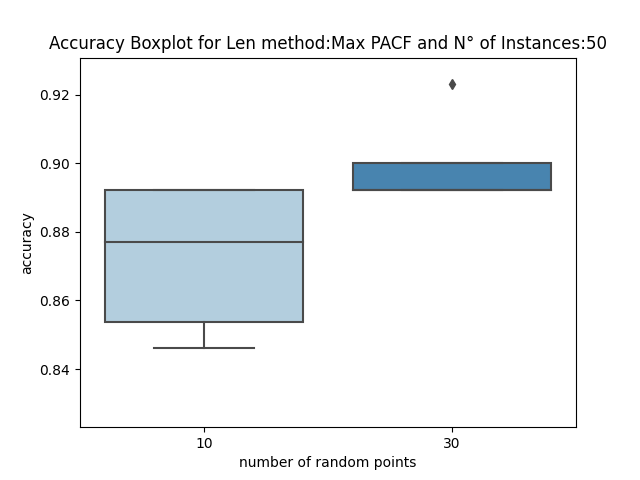 Accuracy Boxplot for Len method:Max PACF and N° of Instances:50
0.92
0.90
0.88
0.86
0.84
accuracy
10 30
number of random points